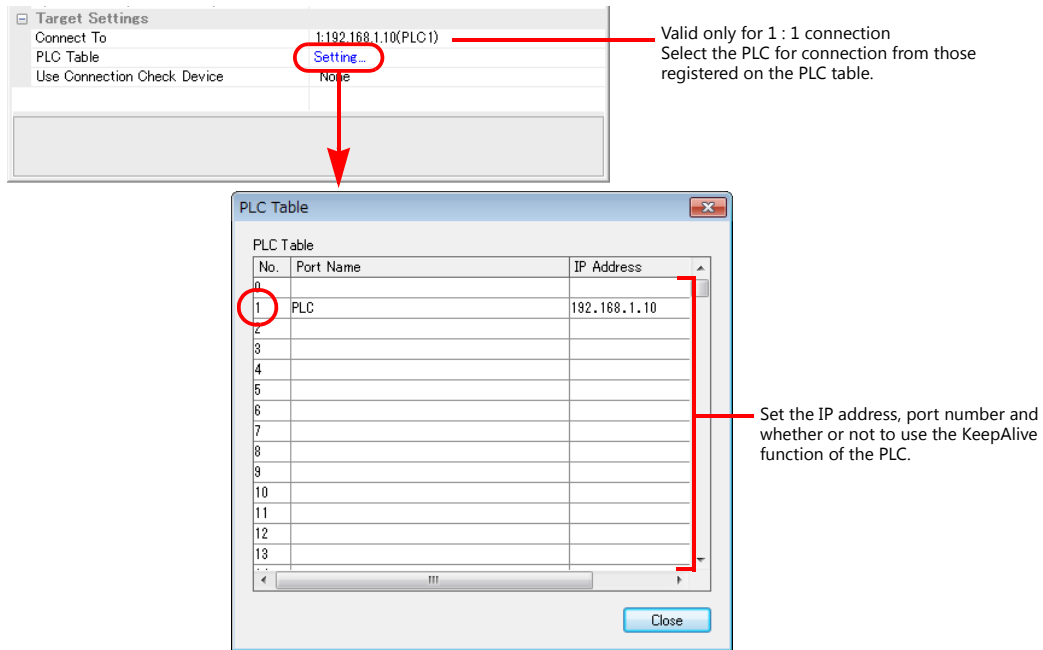 Target Settings
Connect To 1:192.168.1.10(PLC1)
PLC Table Setting...
Use Connection Check Device None
Valid only for 1 : 1 connection
Select the PLC for connection from those
registered on the PLC table.
PLC Table
PLC Table
No. Port Name IP Address
0
1 PLC 192.168.1.10
2
3
4
5
6
7
8
9
10
11
12
13
Set the IP address, port number and
whether or not to use the KeepAlive
function of the PLC.
Close